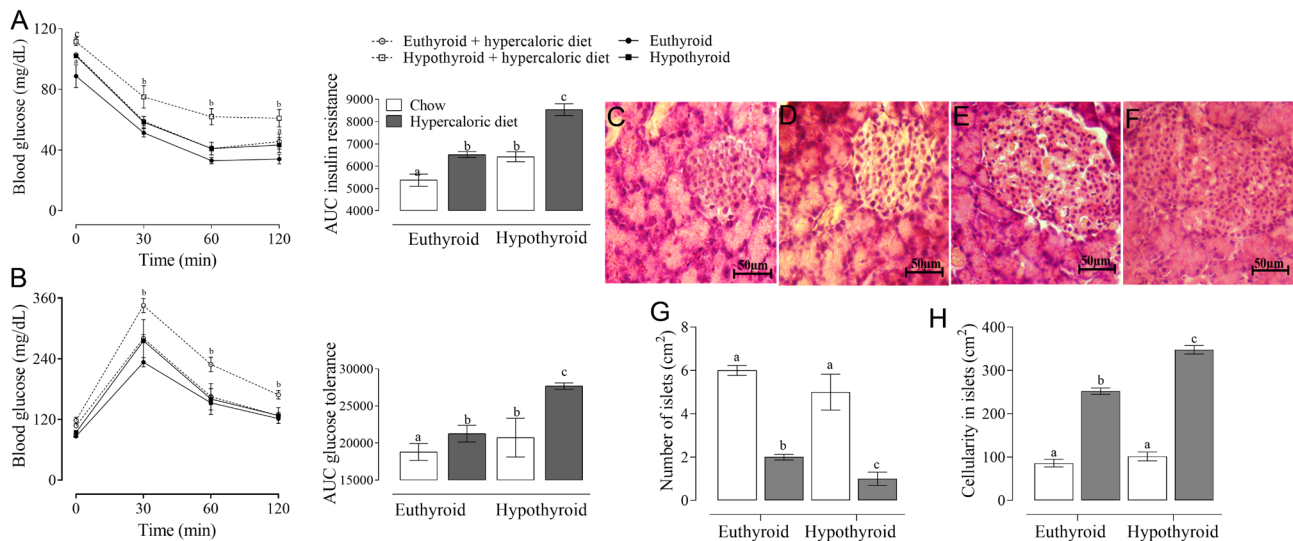 A
Blood glucose (mg/dL)
120
80
40
0
0 30 60 120
Time (min)
c
a
b
b
b
a
Euthyroid + hypercaloric diet
Hypothyroid + hypercaloric diet
Euthyroid
Hypothyroid
AUC insulin resistance
9000
8000
7000
6000
5000
4000
Chow
Hypercaloric diet
a
b
b
c
Euthyroid Hypothyroid
C
50µm
D
50µm
E
50µm
F
50µm
B
Blood glucose (mg/dL)
360
240
120
0
0 30 60 120
Time (min)
b
b
b
AUC glucose tolerance
30000
25000
20000
15000
a
b
b
c
Euthyroid Hypothyroid
G
Number of islets (cm²)
8
6
4
2
0
a
b
a
c
Euthyroid Hypothyroid
H
Cellularity in islets (cm²)
400
300
200
100
0
a
b
a
c
Euthyroid Hypothyroid